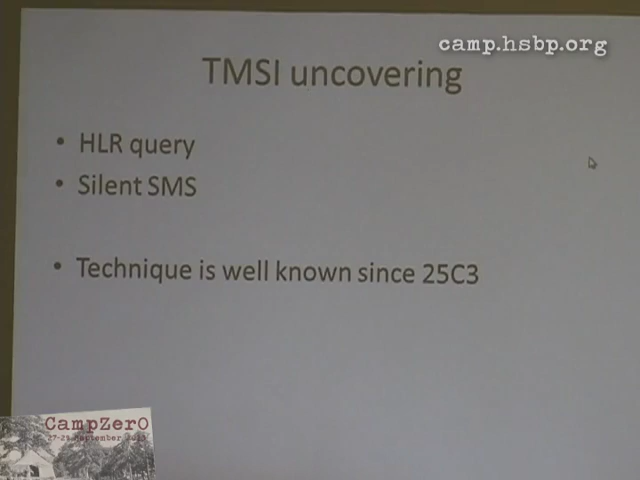 camp.hsbp.org
TMSI uncovering
• HLR query
• Silent SMS
• Technique is well known since 25C3
CampZer0